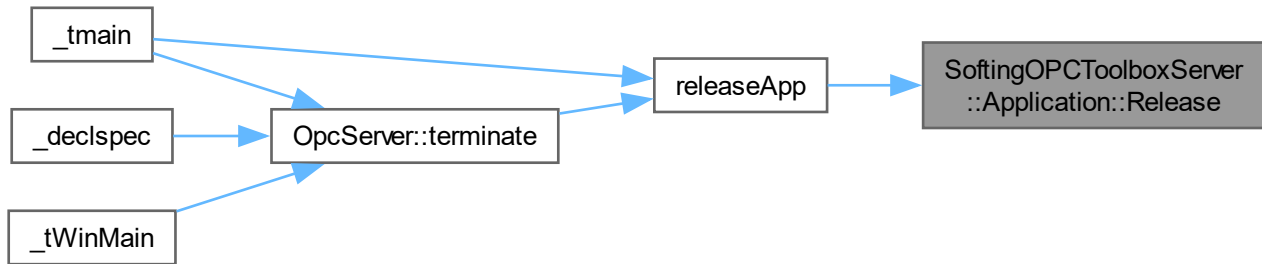 _tmain
_declspec
_tWinMain
OpcServer::terminate
releaseApp
SoftingOPCToolboxServer
::Application::Release